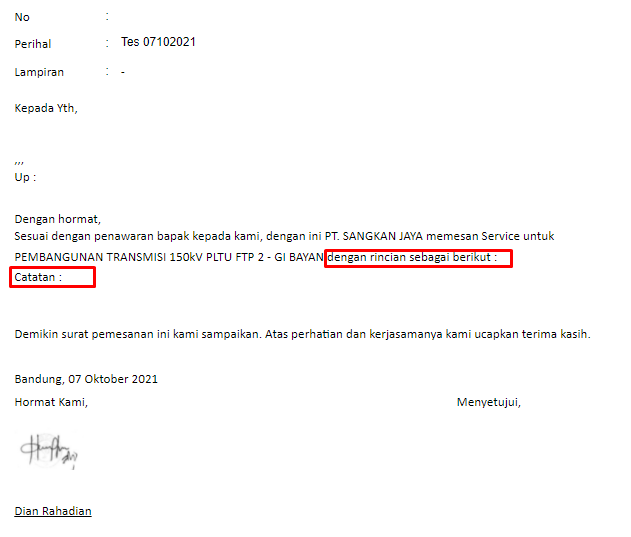 No :
Perihal : Tes 07102021
Lampiran : -
Kepada Yth,
,,,
Up :
Dengan hormat,
Sesuai dengan penawaran bapak kepada kami, dengan ini PT. SANGKAN JAYA memesan Service untuk
PEMBANGUNAN TRANSMISI 150kV PLTU FTP 2 - GI BAYAN dengan rincian sebagai berikut :
Catatan :
Demikin surat pemesanan ini kami sampaikan. Atas perhatian dan kerjasamanya kami ucapkan terima kasih.
Bandung, 07 Oktober 2021
Hormat Kami, Menyetujui,
Dian Rahadian